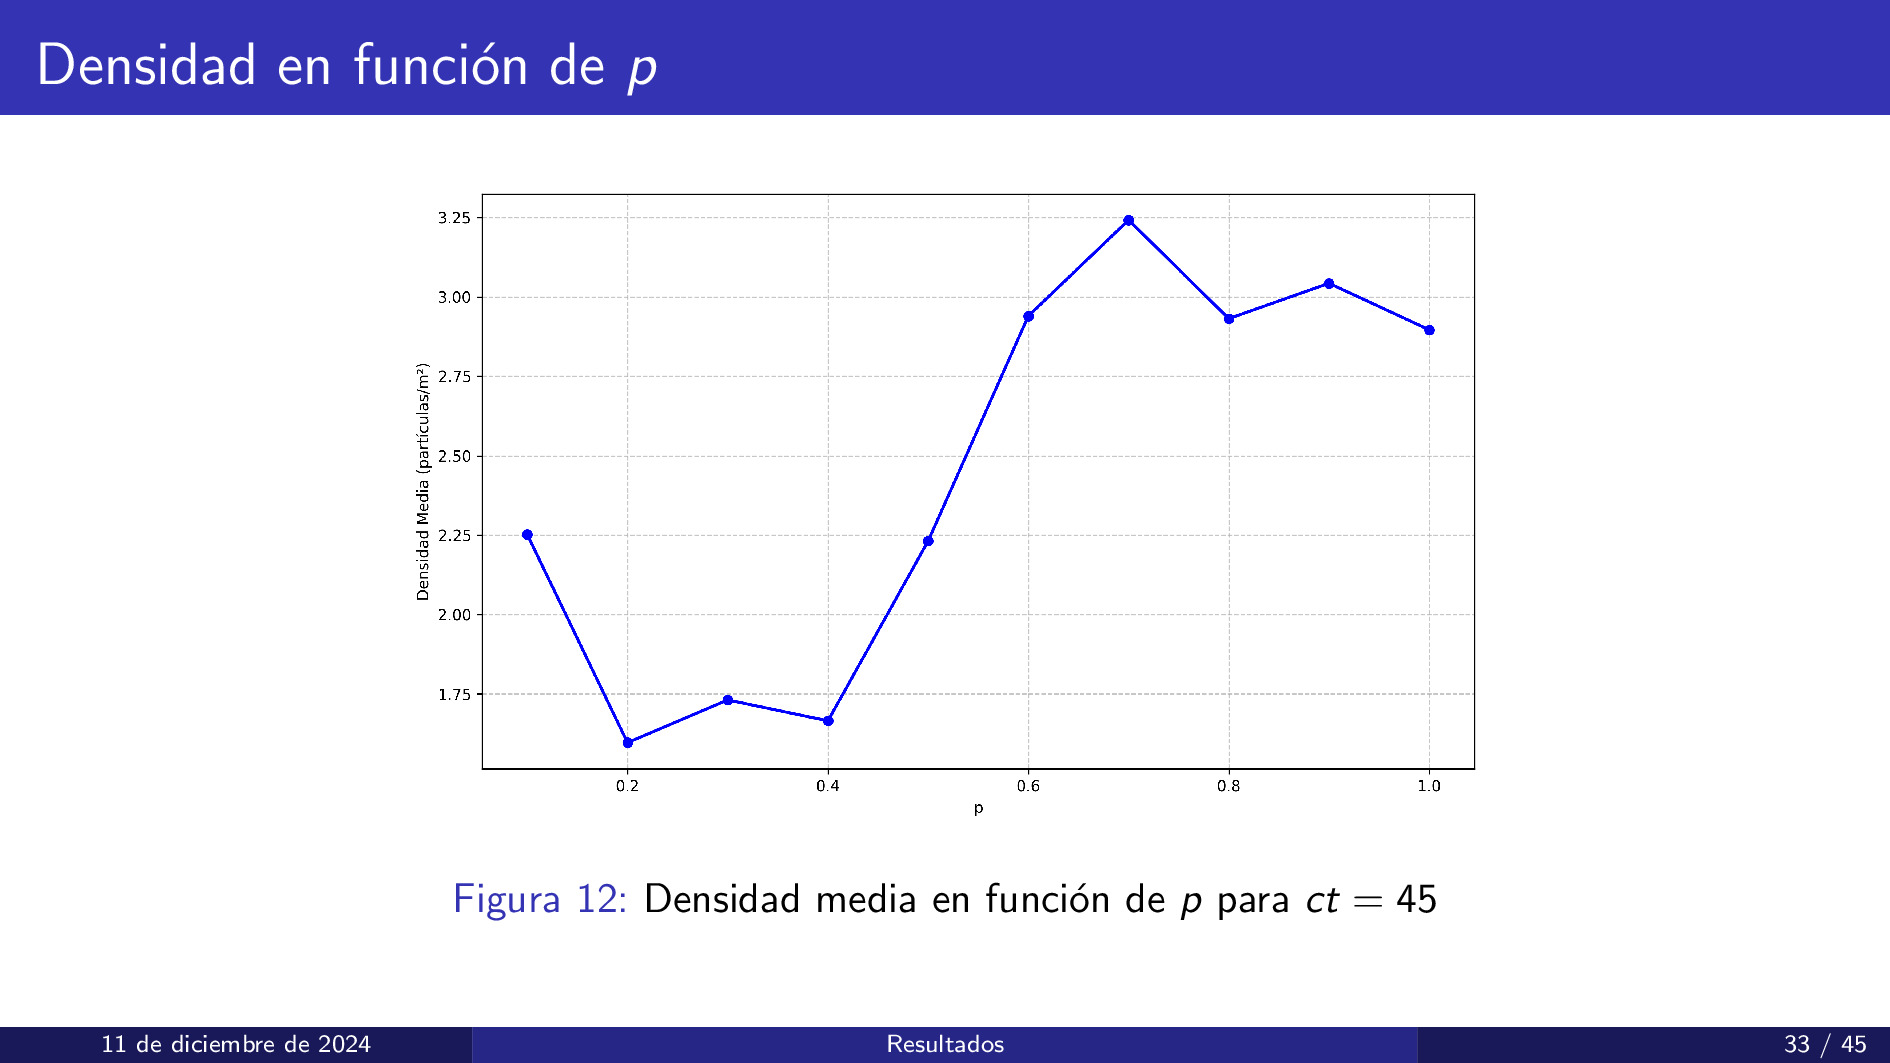 Densidad en función de p
3.25
3.00
2.75
2.50
2.25
2.00
1.75
Densidad Media (partículas/m²)
0.2 0.4 0.6 0.8 1.0
p
Figura 12: Densidad media en función de p para ct = 45
11 de diciembre de 2024 Resultados 33 / 45